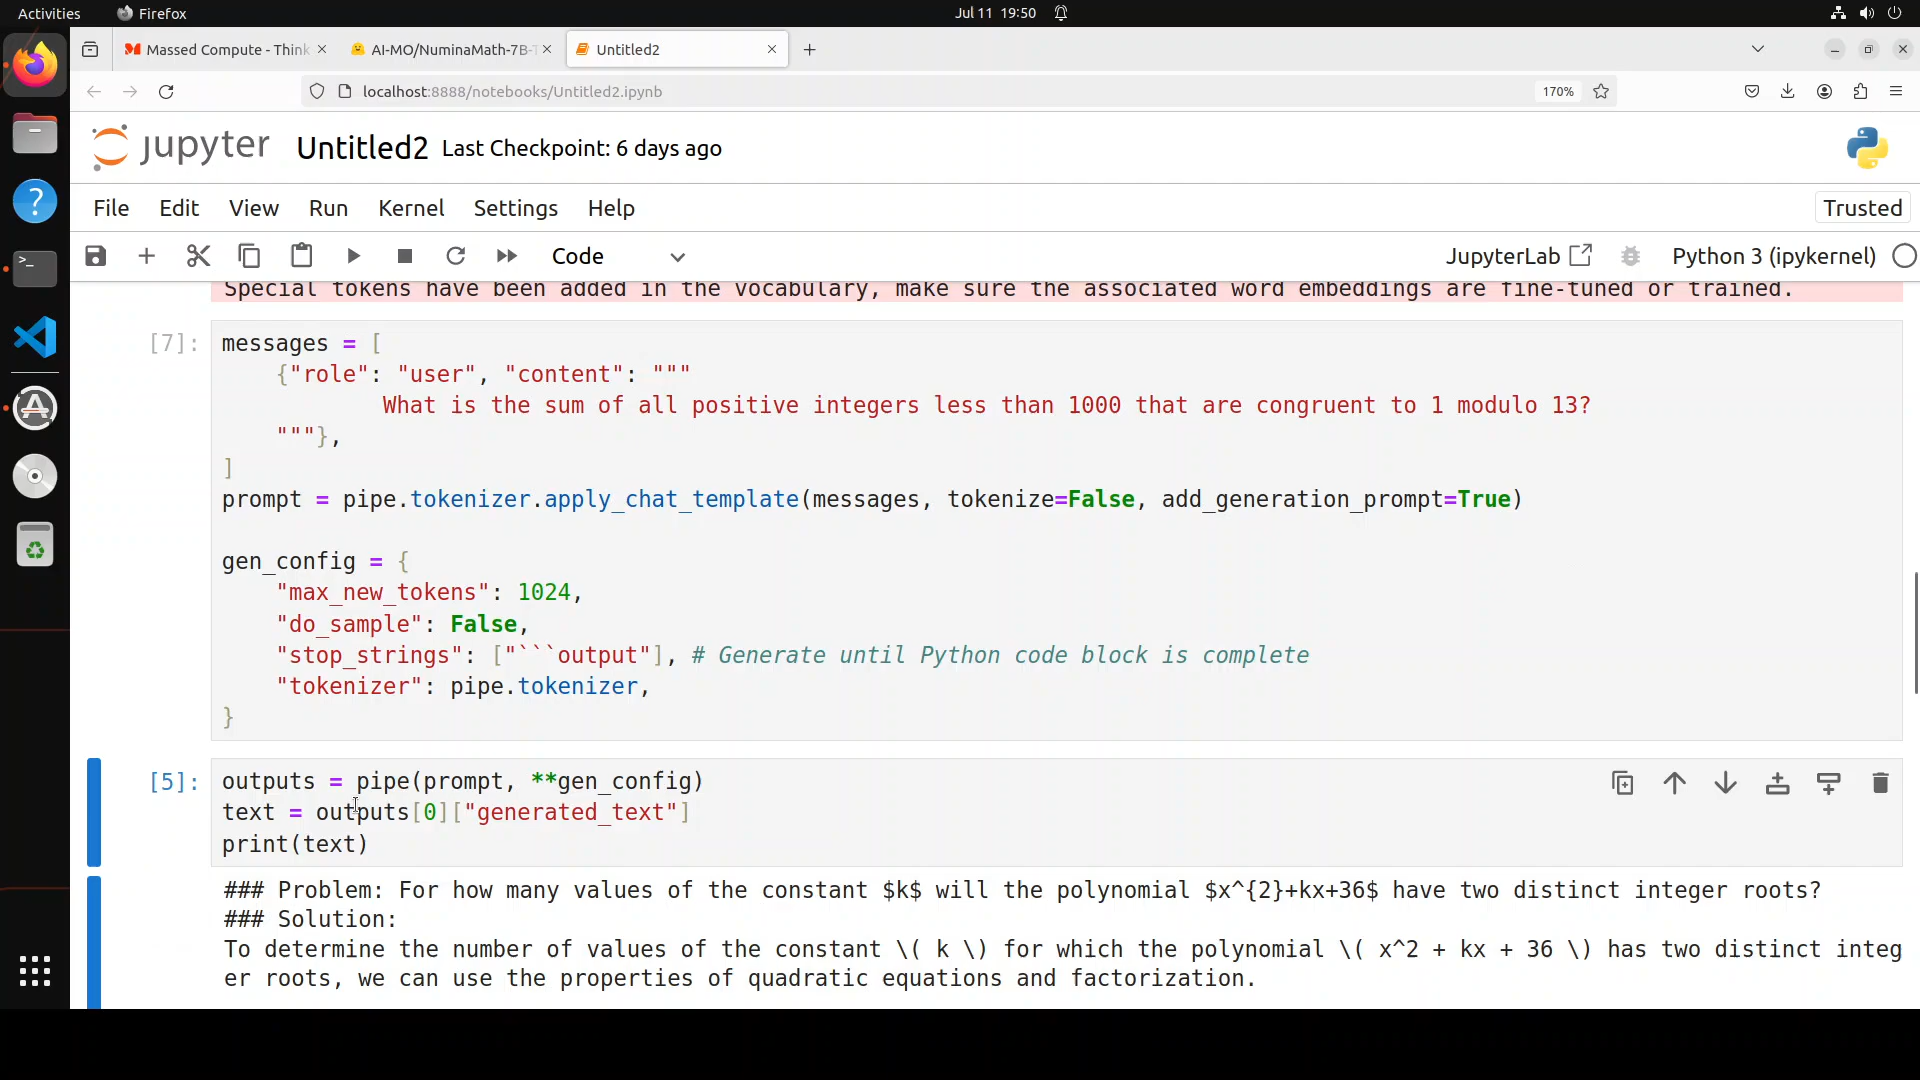 Activities
Firefox
Jul 11 19:50
Massed Compute - Think
AI-MO/NuminaMath-7B-T
Untitled2
localhost:8888/notebooks/Untitled2.ipynb
170%
jupyter
Untitled2
Last Checkpoint: 6 days ago
File
Edit
View
Run
Kernel
Settings
Help
Trusted
Code
JupyterLab
Python 3 (ipykernel)
Special tokens have been added in the vocabulary, make sure the associated word embeddings are fine-tuned or trained.
[7]:
messages = [
    {"role": "user", "content": """
            What is the sum of all positive integers less than 1000 that are congruent to 1 modulo 13?
    """},
]
prompt = pipe.tokenizer.apply_chat_template(messages, tokenize=False, add_generation_prompt=True)
gen_config = {
    "max_new_tokens": 1024,
    "do_sample": False,
    "stop_strings": ["```output"], # Generate until Python code block is complete
    "tokenizer": pipe.tokenizer,
}
[5]:
outputs = pipe(prompt, **gen_config)
text = outputs[0]["generated_text"]
print(text)
### Problem: For how many values of the constant $k$ will the polynomial $x^{2}+kx+36$ have two distinct integer roots?
### Solution:
To determine the number of values of the constant \( k \) for which the polynomial \( x^2 + kx + 36 \) has two distinct integ
er roots, we can use the properties of quadratic equations and factorization.